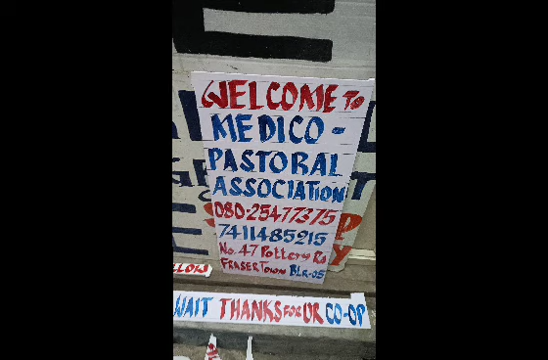 WELCOME TO
MEDICO-
PASTORAL
ASSOCIATION
080-25477375
7411485215
No. 47 Pottery Rd
FRASER TOWN BLR-05
LLOW
WAIT THANKS FOR UR CO-OP